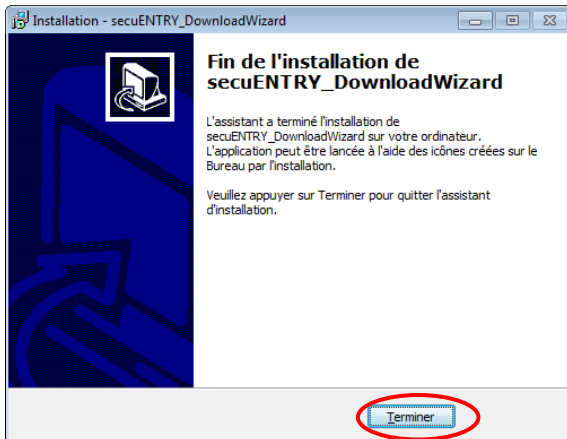 Installation - secuENTRY_DownloadWizard
Fin de l'installation de
secuENTRY_DownloadWizard
L'assistant a terminé l'installation de
secuENTRY_DownloadWizard sur votre ordinateur.
L'application peut être lancée à l'aide des icônes créées sur le
Bureau par l'installation.
Veuillez appuyer sur Terminer pour quitter l'assistant
d'installation.
Terminer